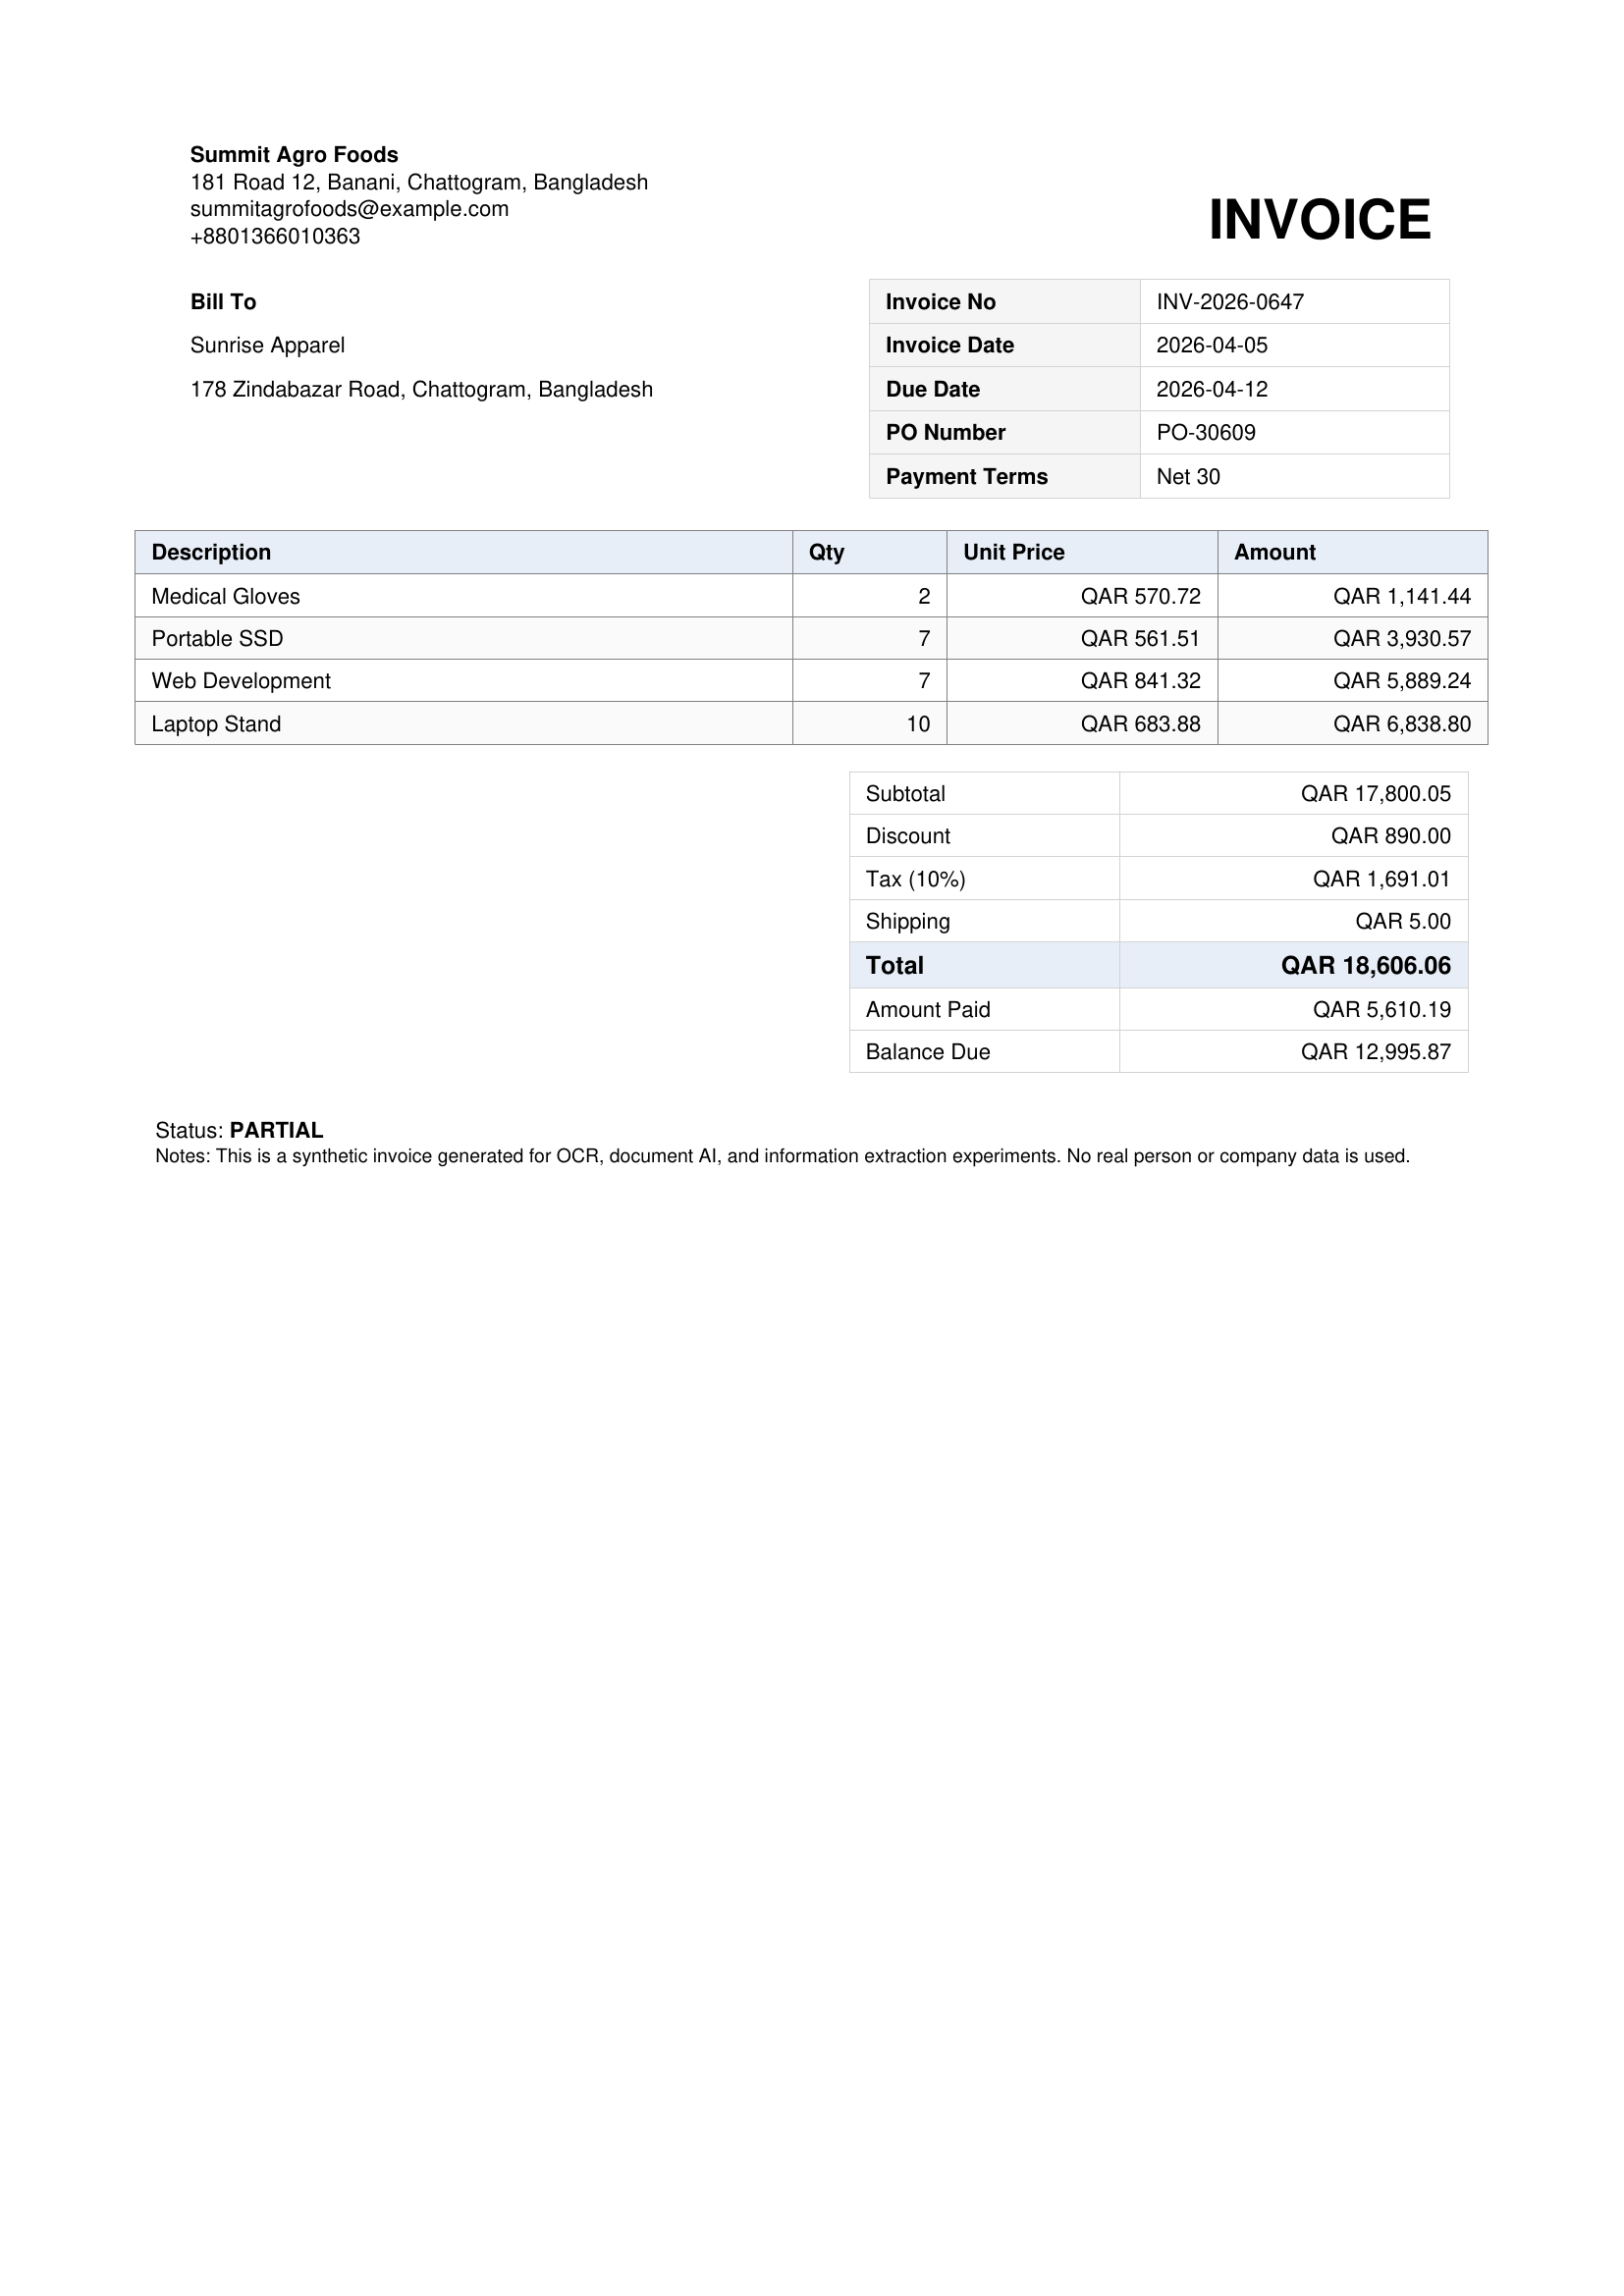 Summit Agro Foods
181 Road 12, Banani, Chattogram, Bangladesh
summitagrofoods@example.com
+8801366010363
INVOICE
Bill To
Sunrise Apparel
178 Zindabazar Road, Chattogram, Bangladesh
Invoice No INV-2026-0647
Invoice Date 2026-04-05
Due Date 2026-04-12
PO Number PO-30609
Payment Terms Net 30
Description Qty Unit Price Amount
Medical Gloves 2 QAR 570.72 QAR 1,141.44
Portable SSD 7 QAR 561.51 QAR 3,930.57
Web Development 7 QAR 841.32 QAR 5,889.24
Laptop Stand 10 QAR 683.88 QAR 6,838.80
Subtotal QAR 17,800.05
Discount QAR 890.00
Tax (10%) QAR 1,691.01
Shipping QAR 5.00
Total QAR 18,606.06
Amount Paid QAR 5,610.19
Balance Due QAR 12,995.87
Status: PARTIAL
Notes: This is a synthetic invoice generated for OCR, document AI, and information extraction experiments. No real person or company data is used.